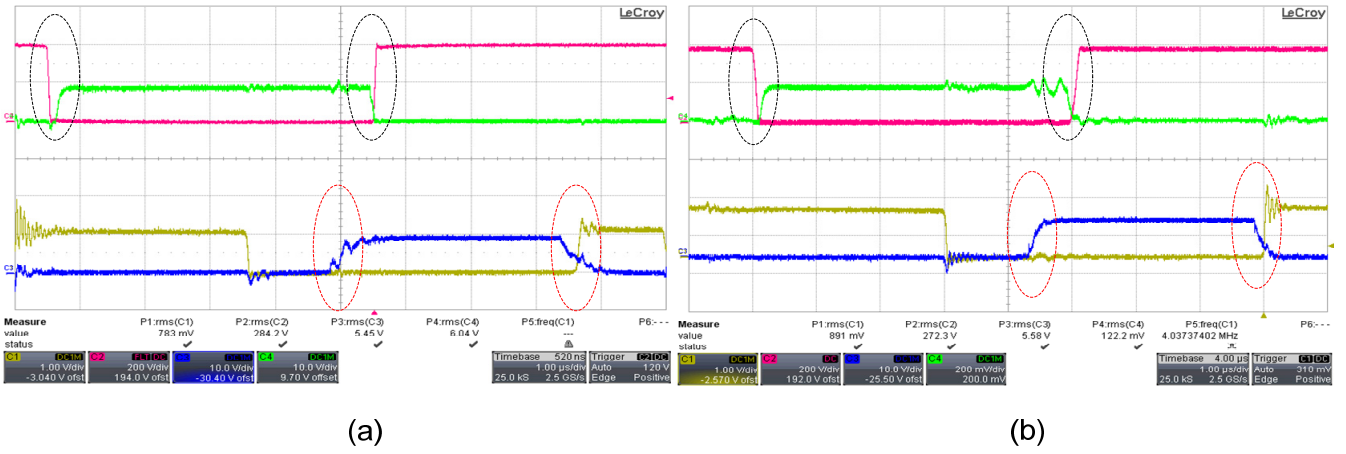 LeCroy
C3
Measure P1:rms(C1) P2:rms(C2) P3:rms(C3) P4:rms(C4) P5:freq(C1) P6:- - -
value 783 mV 284.2 V 5.45 V 6.04 V ---
status
C1 DC1M C2 FLT DC DC1M C4 DC1M Timebase 520 ns Trigger C2 DC
1.00 V/div 200 V/div 10.0 V/div 10.0 V/div 1.00 µs/div Auto 120 V
-3.040 V ofst 194.0 V ofst -30.40 V ofst 9.70 V offset 25.0 kS 2.5 GS/s Edge Positive
(a)
LeCroy
C3
Measure P1:rms(C1) P2:rms(C2) P3:rms(C3) P4:rms(C4) P5:freq(C1) P6:- - -
value 891 mV 272.3 V 5.58 V 122.2 mV 4.03737402 MHz
status
C1 DC1M C2 DC C4 DC1M Timebase 4.00 µs Trigger C1 DC
1.00 V/div 200 V/div 10.0 V/div 200 mV/div 1.00 µs/div Auto 310 mV
-2.570 V ofst 192.0 V ofst -25.50 V ofst 200.0 mV 25.0 kS 2.5 GS/s Edge Positive
(b)